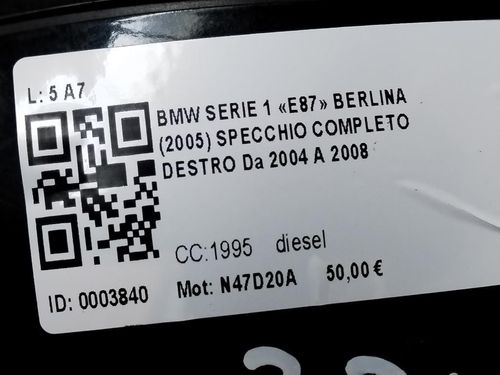 L: 5 A7
BMW SERIE 1 «E87» BERLINA
(2005) SPECCHIO COMPLETO
DESTRO Da 2004 A 2008
CC:1995 diesel
ID: 0003840 Mot: N47D20A 50,00 €